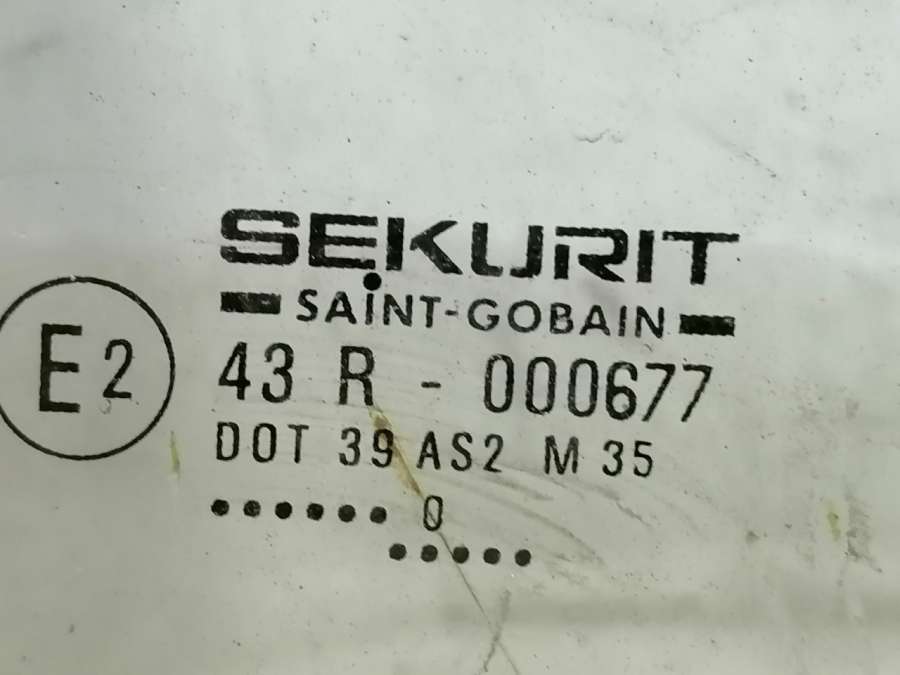 SEKURIT
SAINT-GOBAIN
E2
43 R - 000677
DOT 39 AS2 M 35
...... 0
.....